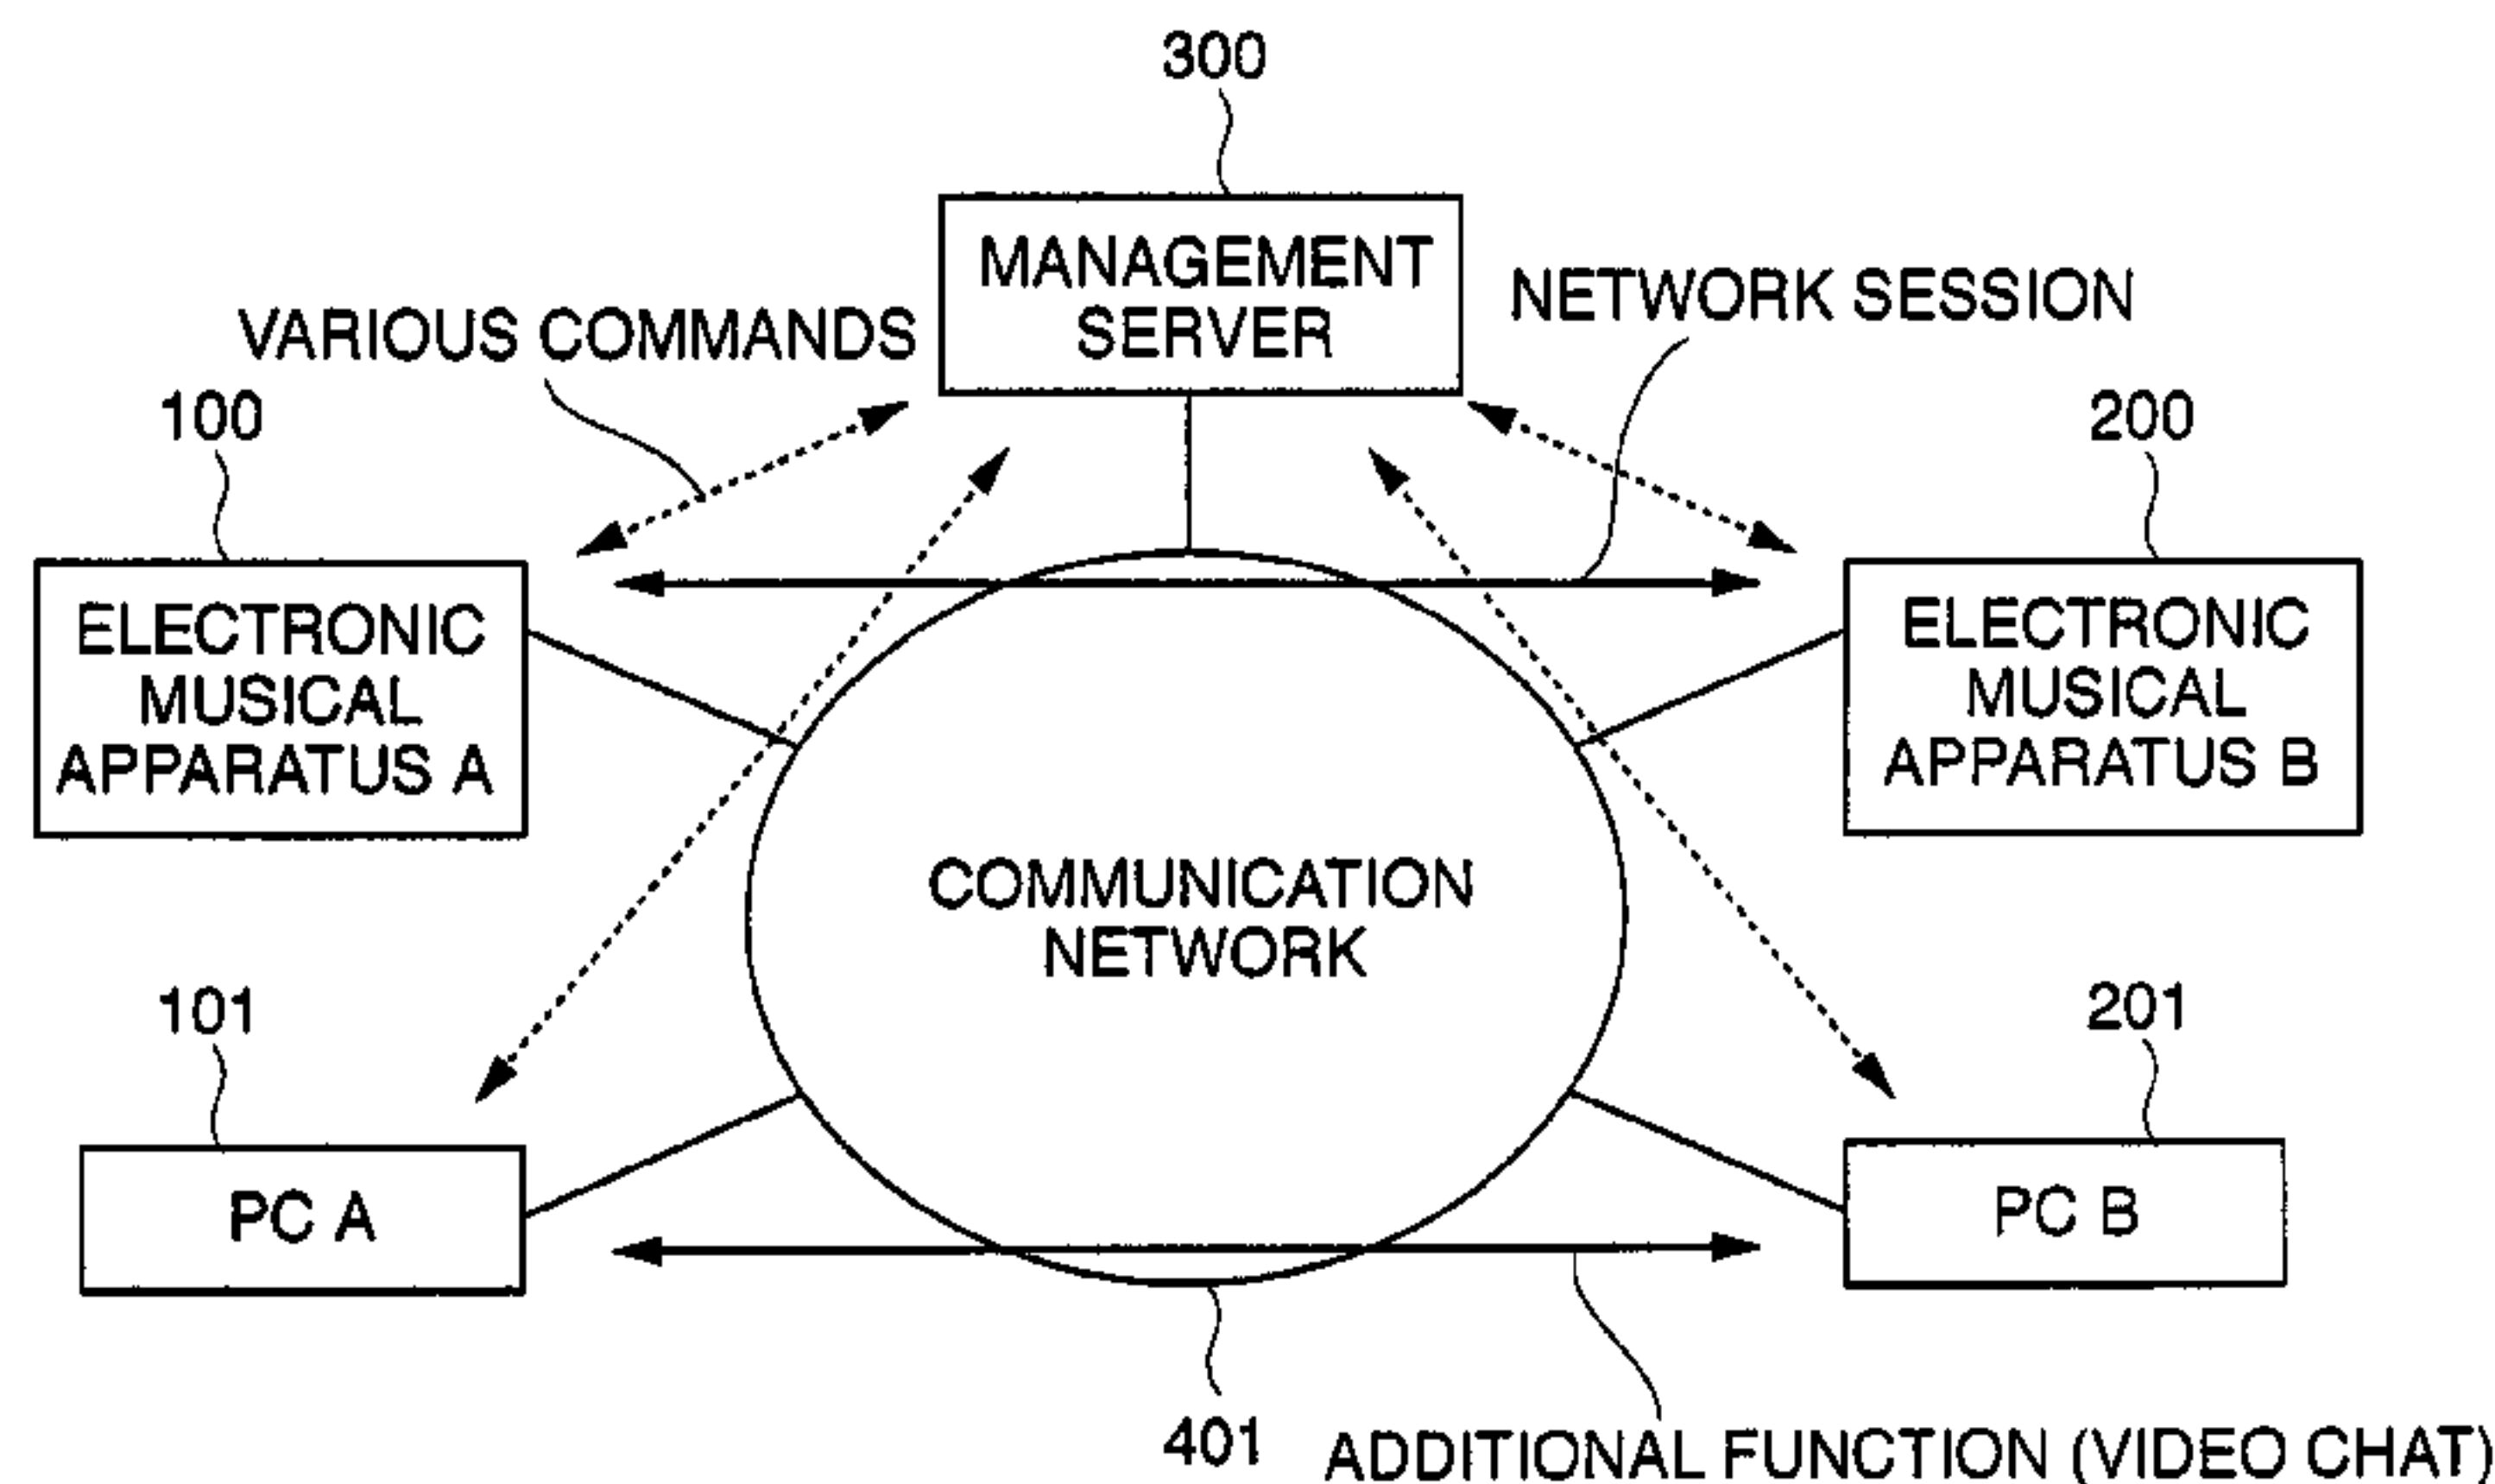 300
MANAGEMENT
SERVER
NETWORK SESSION
VARIOUS COMMANDS
100
200
ELECTRONIC
MUSICAL
APPARATUS A
ELECTRONIC
MUSICAL
APPARATUS B
COMMUNICATION
NETWORK
101
201
PC A
PC B
401
ADDITIONAL FUNCTION (VIDEO CHAT)